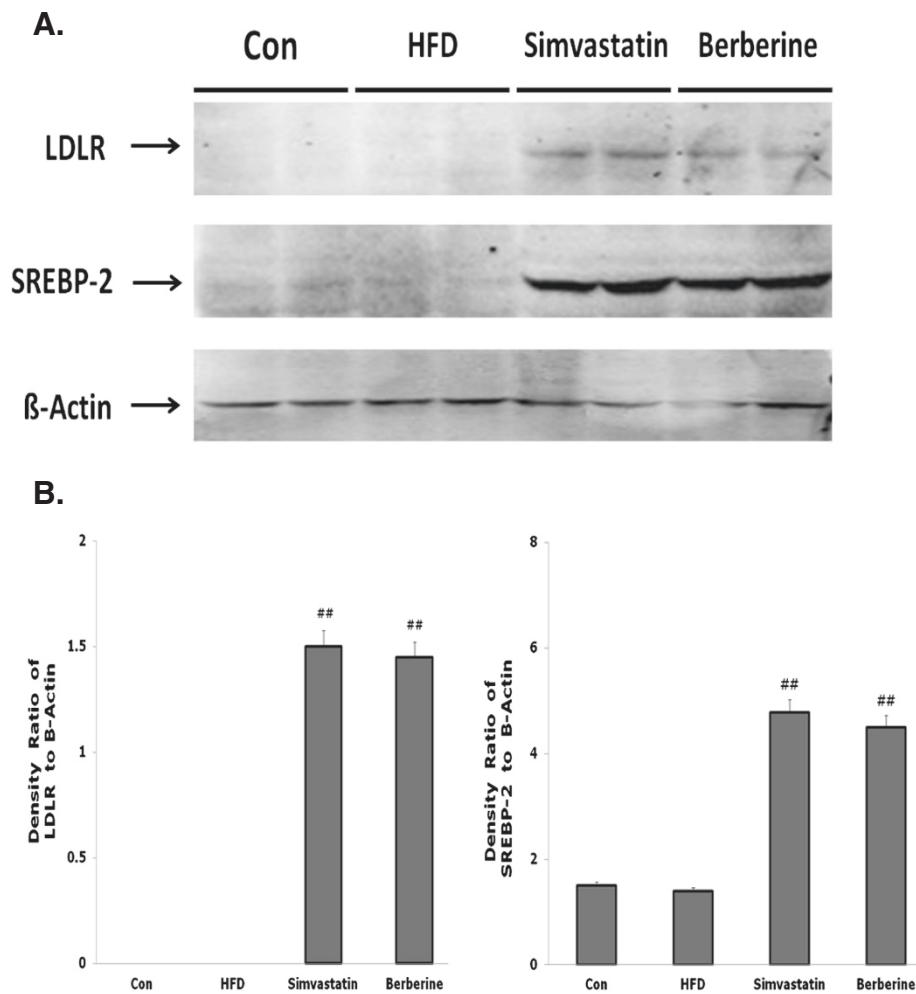 A.
Con HFD Simvastatin Berberine
LDLR
SREBP-2
ß-Actin
B.
Density Ratio of
LDLR to B-Actin
2
1.5
1
0.5
0
## ##
Con HFD Simvastatin Berberine
Density Ratio of
SREBP-2 to B-Actin
8
6
4
2
0
## ##
Con HFD Simvastatin Berberine